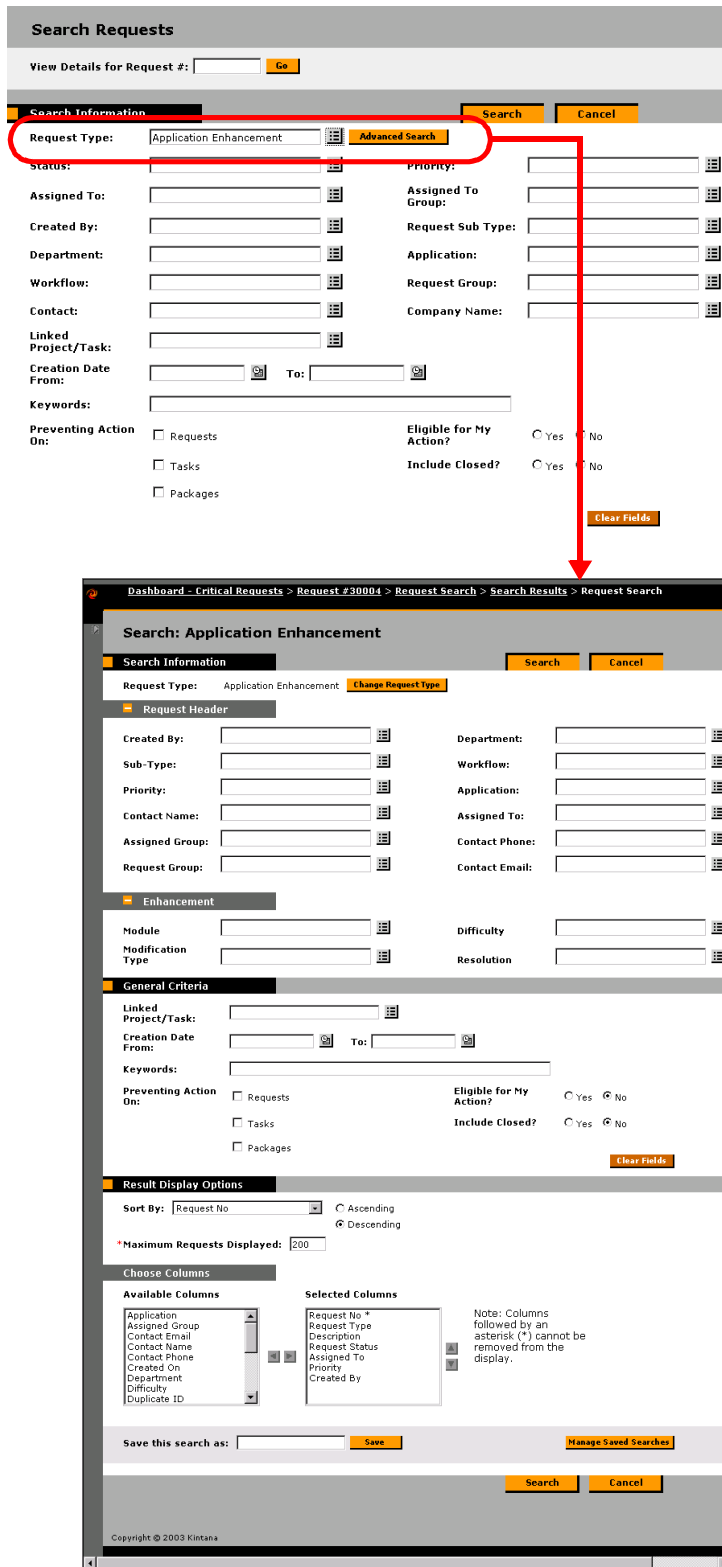 Search Requests
View Details for Request #: Go
Search Information Search Cancel
Request Type: Application Enhancement Advanced Search
Status: Priority:
Assigned To: Assigned To Group:
Created By: Request Sub Type:
Department: Application:
Workflow: Request Group:
Contact: Company Name:
Linked Project/Task:
Creation Date From: To:
Keywords:
Preventing Action On: Requests Eligible for My Action? Yes No
Tasks Include Closed? Yes No
Packages
Clear Fields
Dashboard - Critical Requests > Request #30004 > Request Search > Search Results > Request Search
Search: Application Enhancement
Search Information Search Cancel
Request Type: Application Enhancement Change Request Type
Request Header
Created By: Department:
Sub-Type: Workflow:
Priority: Application:
Contact Name: Assigned To:
Assigned Group: Contact Phone:
Request Group: Contact Email:
Enhancement
Module Difficulty
Modification Type Resolution
General Criteria
Linked Project/Task:
Creation Date From: To:
Keywords:
Preventing Action On: Requests Eligible for My Action? Yes No
Tasks Include Closed? Yes No
Packages
Clear Fields
Result Display Options
Sort By: Request No Ascending
Descending
*Maximum Requests Displayed: 200
Choose Columns
Available Columns Selected Columns
Application
Assigned Group
Contact Email
Contact Name
Contact Phone
Created On
Department
Difficulty
Duplicate ID
Request No *
Request Type
Description
Request Status
Assigned To
Priority
Created By
Note: Columns
followed by an
asterisk (*) cannot be
removed from the
display.
Save this search as: Save Manage Saved Searches
Search Cancel
Copyright © 2003 Kintana